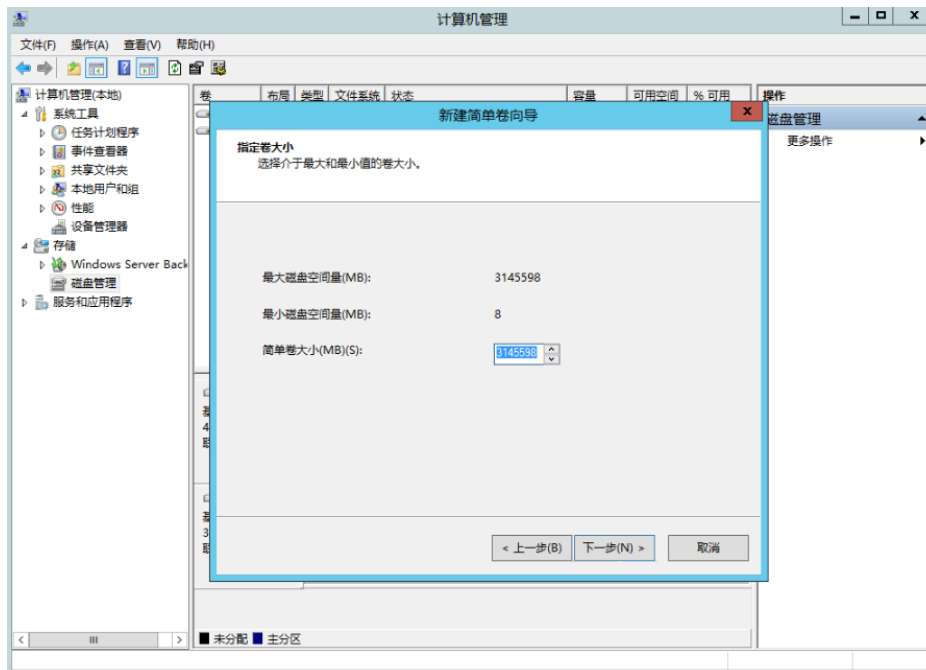 计算机管理
文件(F) 操作(A) 查看(V) 帮助(H)
计算机管理(本地)
系统工具
任务计划程序
事件查看器
共享文件夹
本地用户和组
性能
设备管理器
存储
Windows Server Back
磁盘管理
服务和应用程序
卷 布局 类型 文件系统 状态 容量 可用空间 % 可用
操作
磁盘管理
更多操作
新建简单卷向导
指定卷大小
选择介于最大和最小值的卷大小。
最大磁盘空间量(MB): 3145598
最小磁盘空间量(MB): 8
简单卷大小(MB)(S): 3145598
< 上一步(B) 下一步(N) > 取消
基
4
联
基
3
联
未分配 主分区